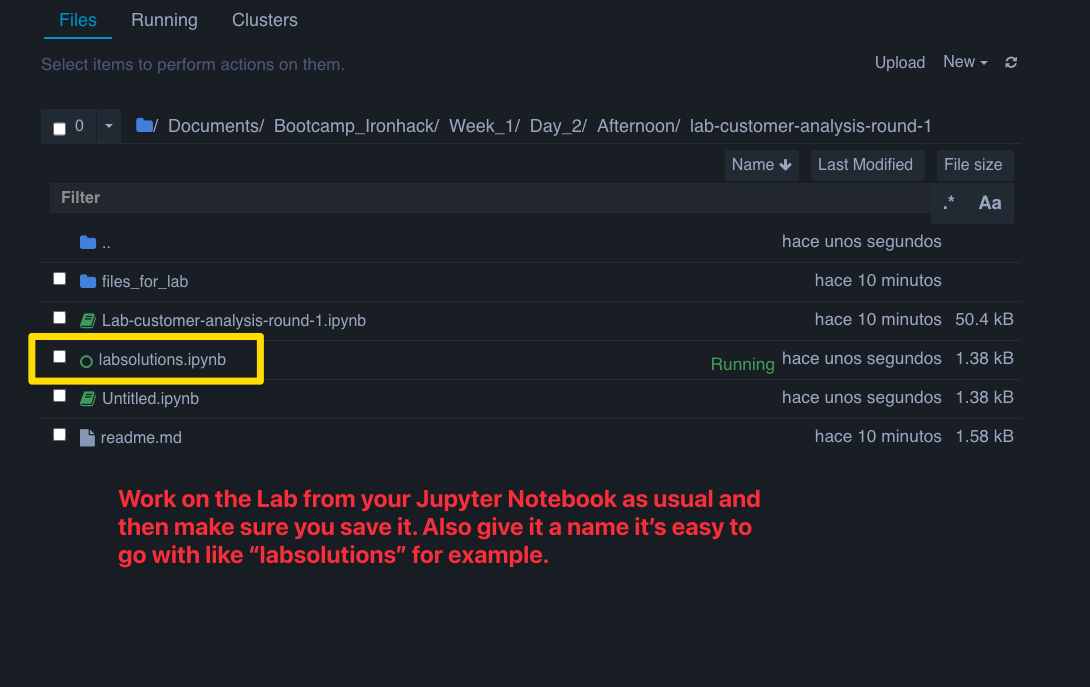 Files Running Clusters
Select items to perform actions on them.
Upload New
0 / Documents/ Bootcamp_Ironhack/ Week_1/ Day_2/ Afternoon/ lab-customer-analysis-round-1
Name Last Modified File size
Filter .* Aa
.. hace unos segundos
files_for_lab hace 10 minutos
Lab-customer-analysis-round-1.ipynb hace 10 minutos 50.4 kB
labsolutions.ipynb Running hace unos segundos 1.38 kB
Untitled.ipynb hace unos segundos 1.38 kB
readme.md hace 10 minutos 1.58 kB
Work on the Lab from your Jupyter Notebook as usual and
then make sure you save it. Also give it a name it’s easy to
go with like “labsolutions” for example.